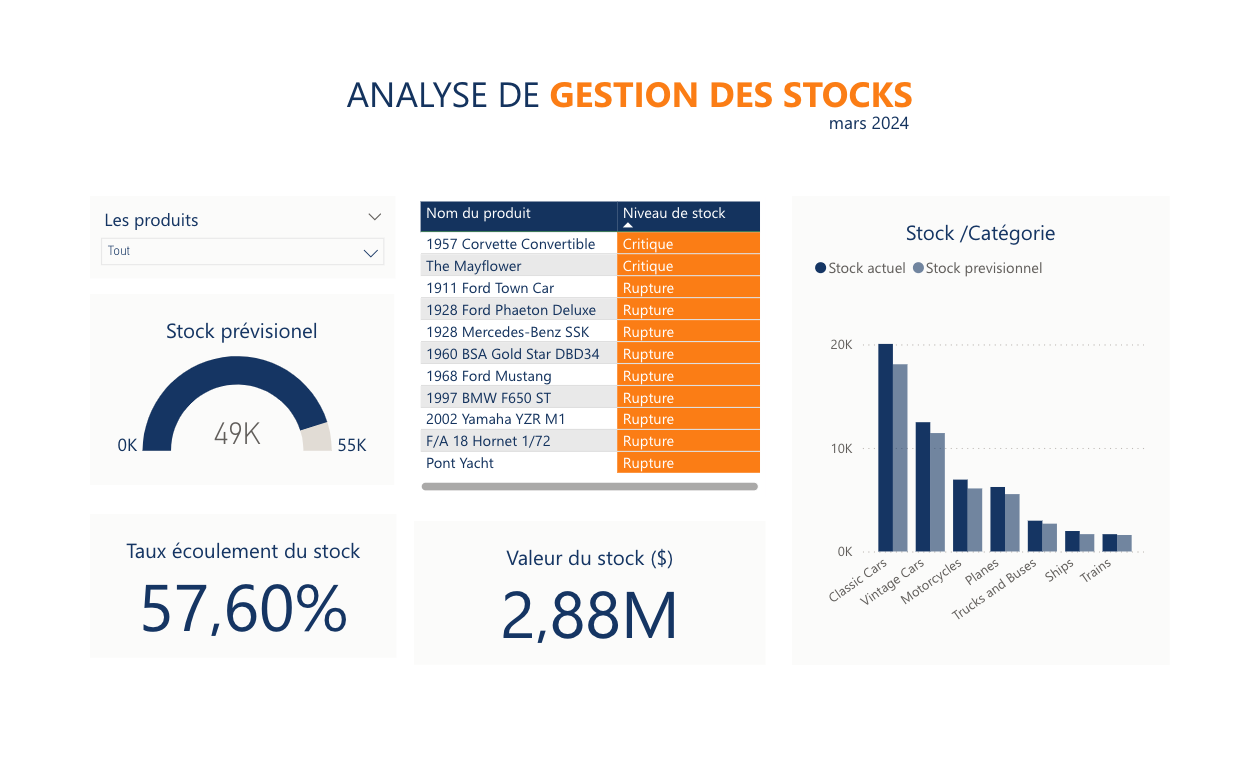 ANALYSE DE GESTION DES STOCKS
mars 2024
Les produits
Tout
Stock prévisionel
0K
49K
55K
Taux écoulement du stock
57,60%
Nom du produit Niveau de stock
1957 Corvette Convertible Critique
The Mayflower Critique
1911 Ford Town Car Rupture
1928 Ford Phaeton Deluxe Rupture
1928 Mercedes-Benz SSK Rupture
1960 BSA Gold Star DBD34 Rupture
1968 Ford Mustang Rupture
1997 BMW F650 ST Rupture
2002 Yamaha YZR M1 Rupture
F/A 18 Hornet 1/72 Rupture
Pont Yacht Rupture
Valeur du stock ($)
2,88M
Stock /Catégorie
Stock actuel Stock previsionnel
20K
10K
0K
Classic Cars
Vintage Cars
Motorcycles
Planes
Trucks and Buses
Ships
Trains